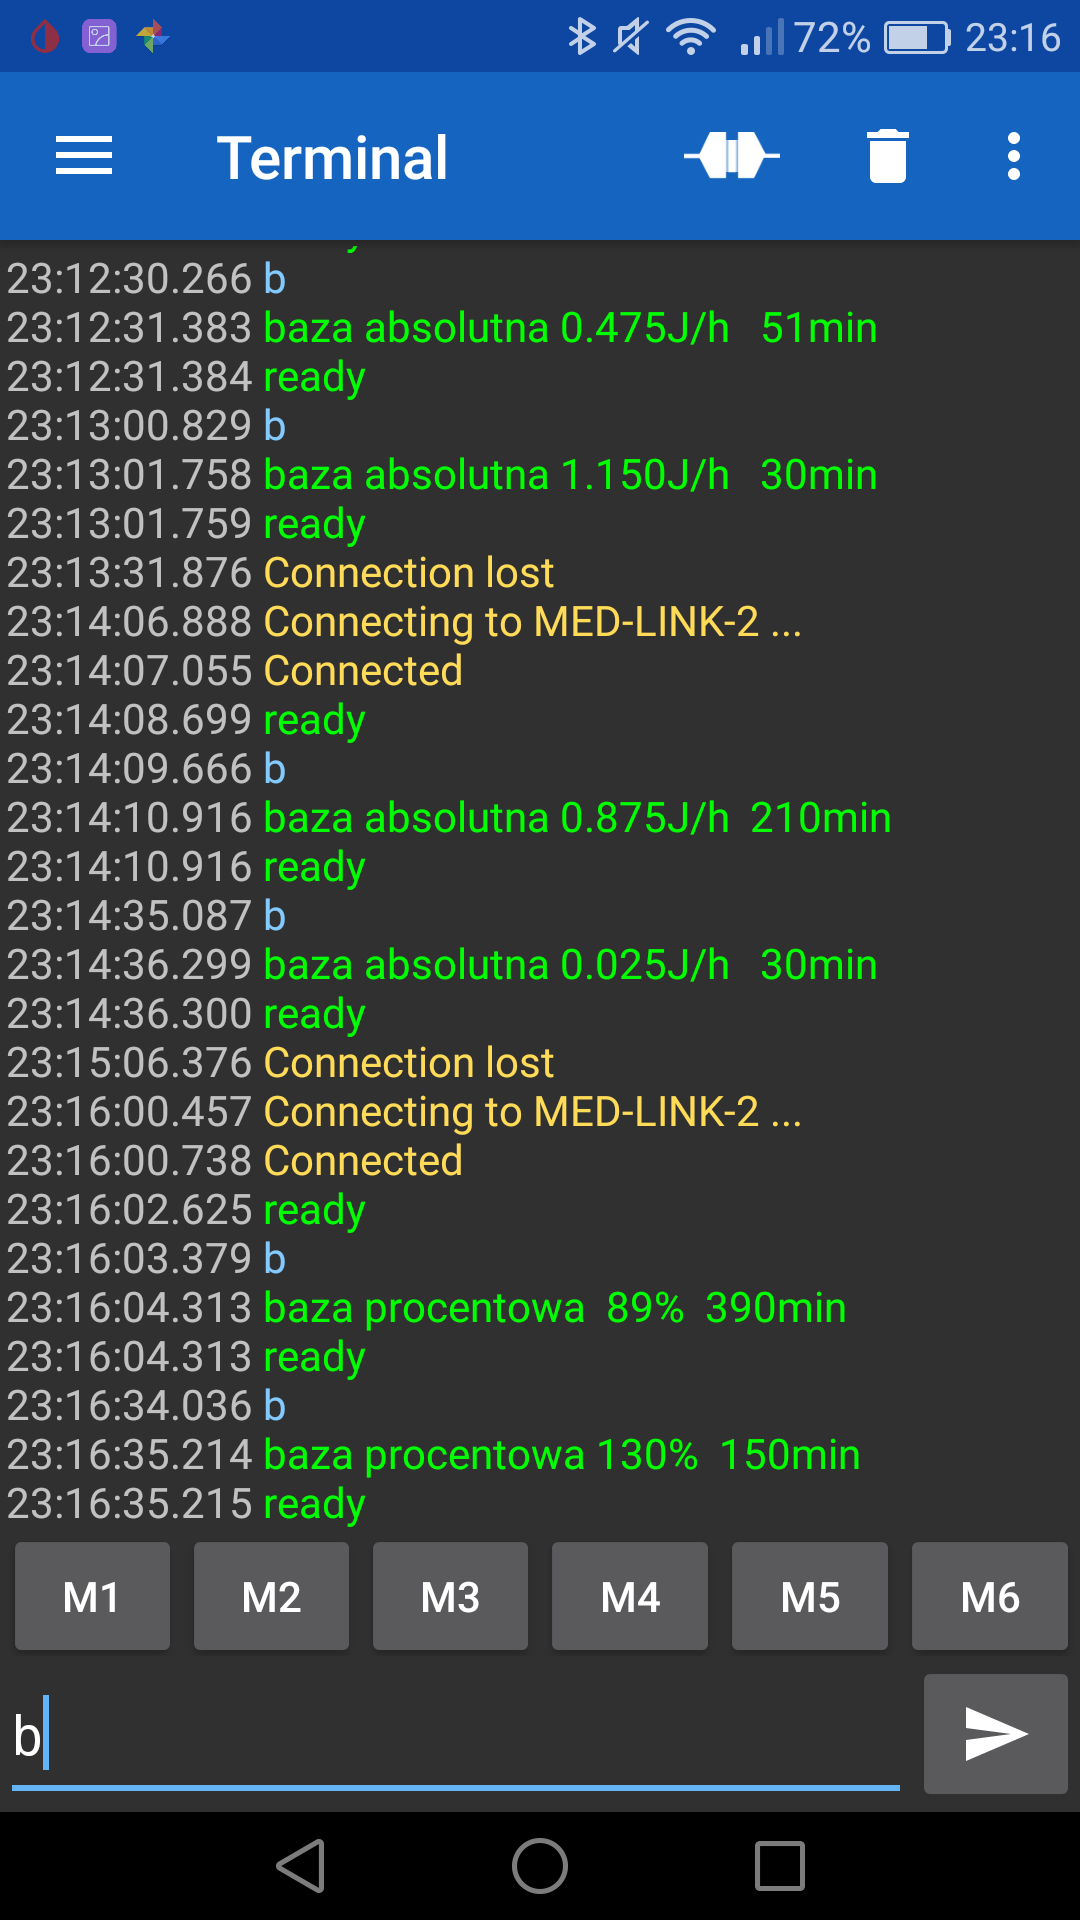 72% 23:16
Terminal
23:12:30.266 b
23:12:31.383 baza absolutna 0.475J/h   51min
23:12:31.384 ready
23:13:00.829 b
23:13:01.758 baza absolutna 1.150J/h   30min
23:13:01.759 ready
23:13:31.876 Connection lost
23:14:06.888 Connecting to MED-LINK-2 ...
23:14:07.055 Connected
23:14:08.699 ready
23:14:09.666 b
23:14:10.916 baza absolutna 0.875J/h  210min
23:14:10.916 ready
23:14:35.087 b
23:14:36.299 baza absolutna 0.025J/h   30min
23:14:36.300 ready
23:15:06.376 Connection lost
23:16:00.457 Connecting to MED-LINK-2 ...
23:16:00.738 Connected
23:16:02.625 ready
23:16:03.379 b
23:16:04.313 baza procentowa  89%  390min
23:16:04.313 ready
23:16:34.036 b
23:16:35.214 baza procentowa 130%  150min
23:16:35.215 ready
M1 M2 M3 M4 M5 M6
b